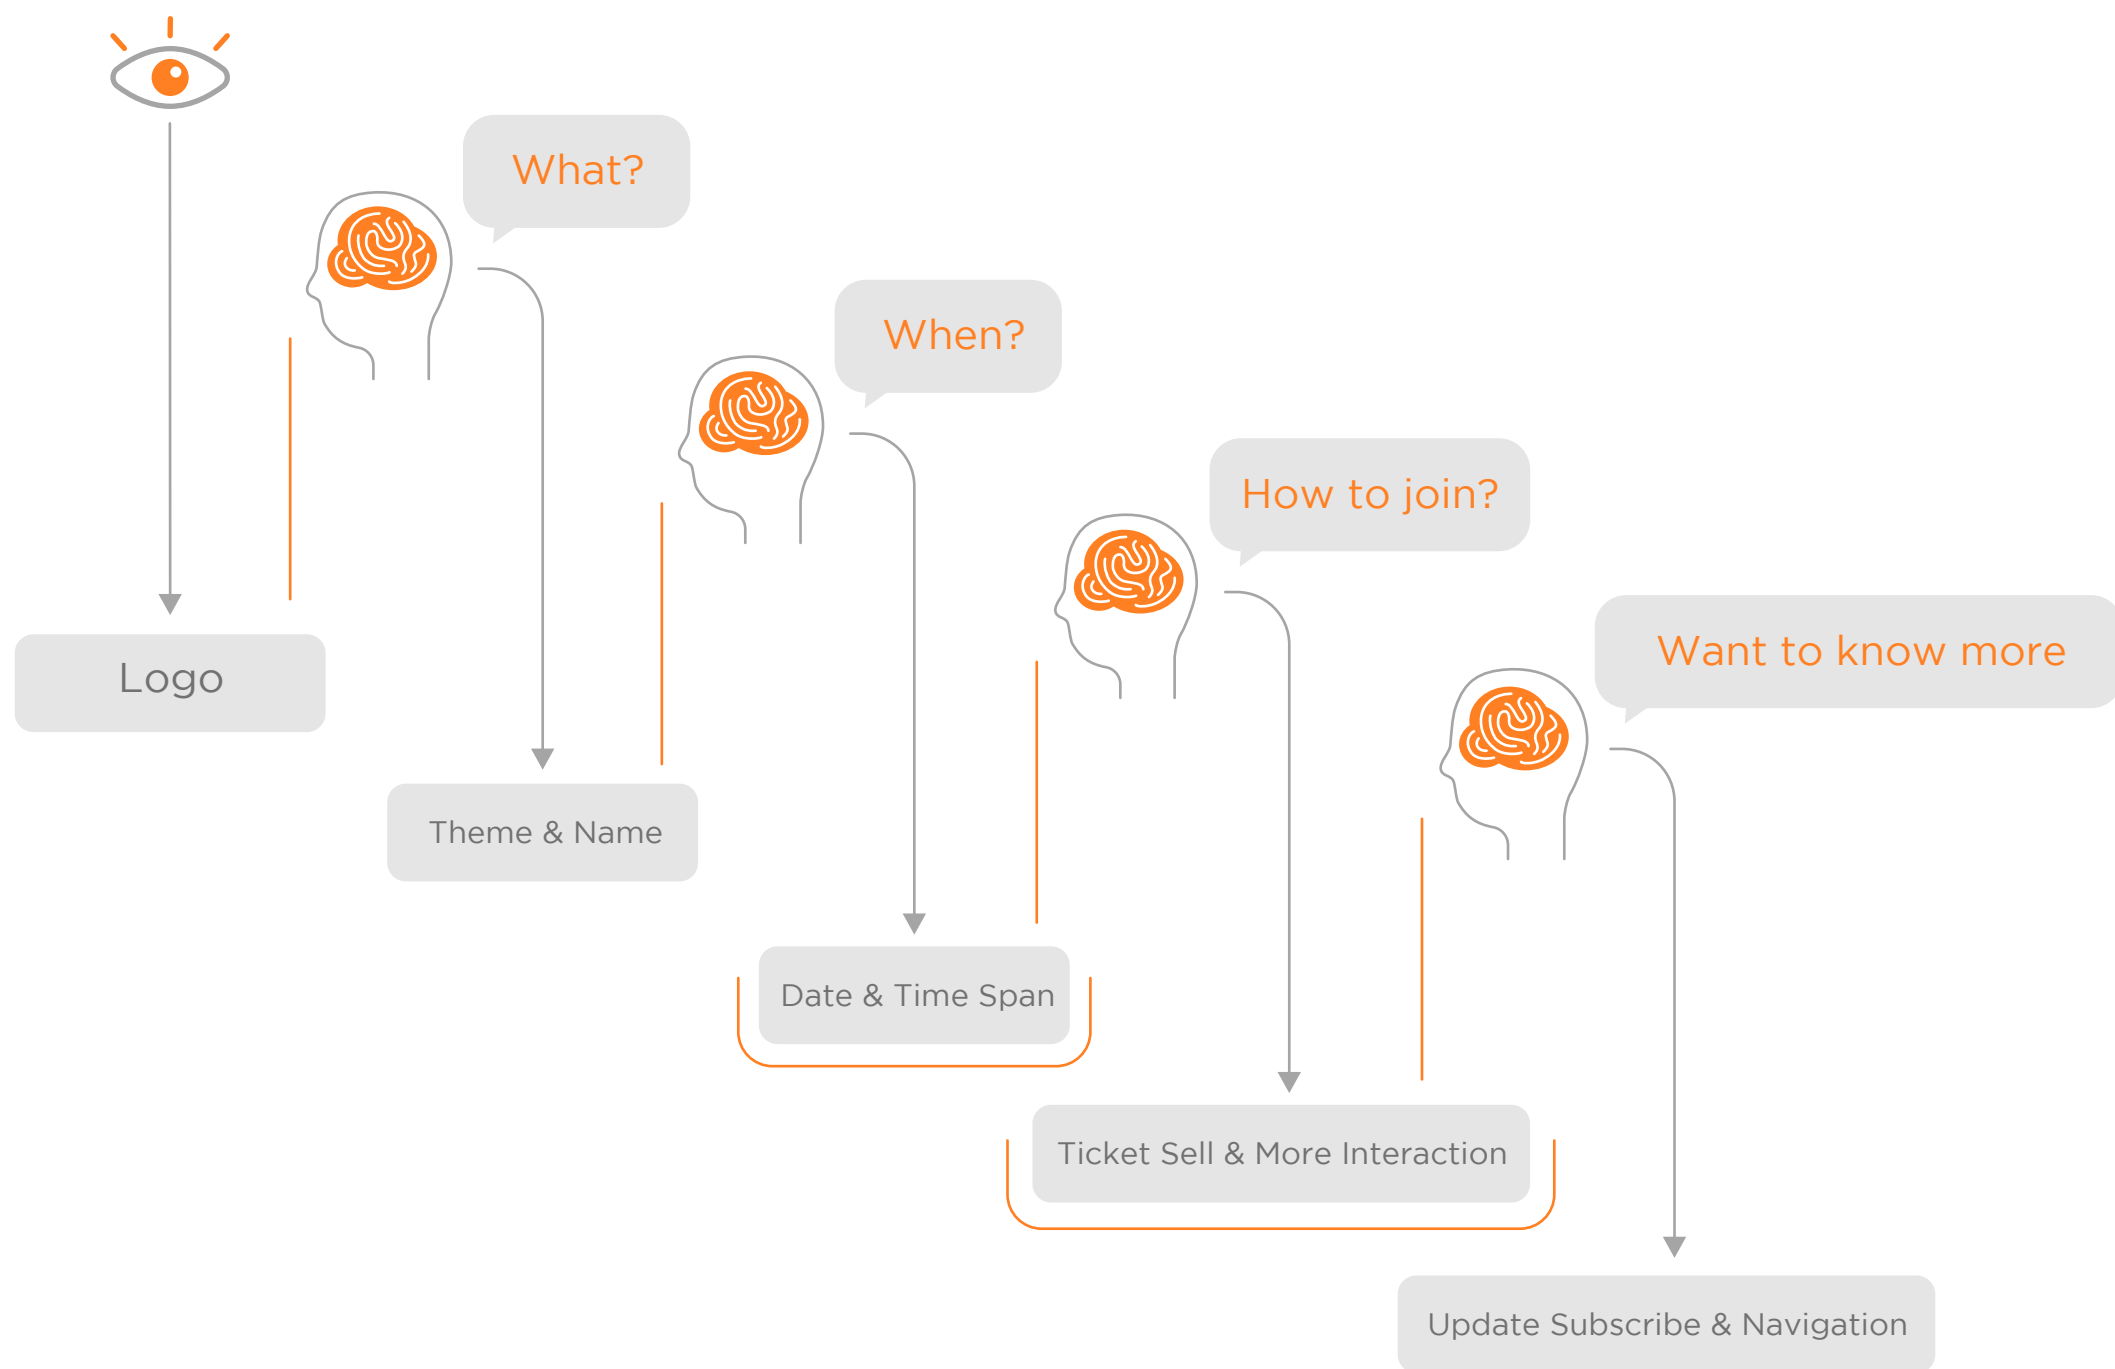 What?
When?
How to join?
Want to know more
Logo
Theme & Name
Date & Time Span
Ticket Sell & More Interaction
Update Subscribe & Navigation